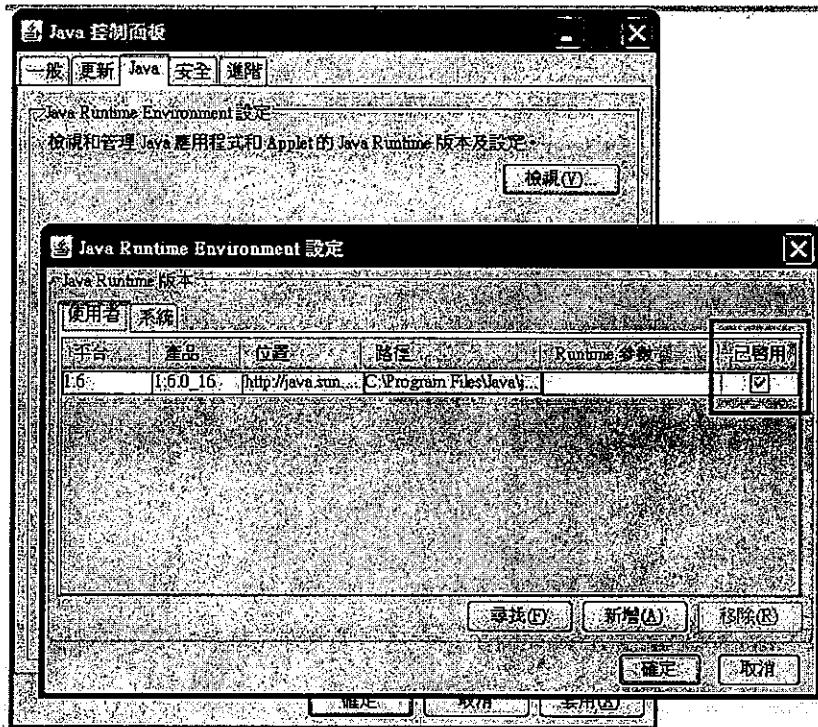 Java 控制面板
一般 更新 Java 安全 進階
Java Runtime Environment 設定
檢視和管理 Java 應用程式和 Applet 的 Java Runtime 版本及設定。
檢視(V)...
Java Runtime Environment 設定
Java Runtime 版本
使用者 系統
平台 產品 位置 路徑 Runtime 參數 已啓用
1.6 1.6.0_16 http://java.sun.... C:\Program Files\Java\j...
尋找(F) 新增(A) 移除(R)
確定 取消
確定 取消 套用(A)